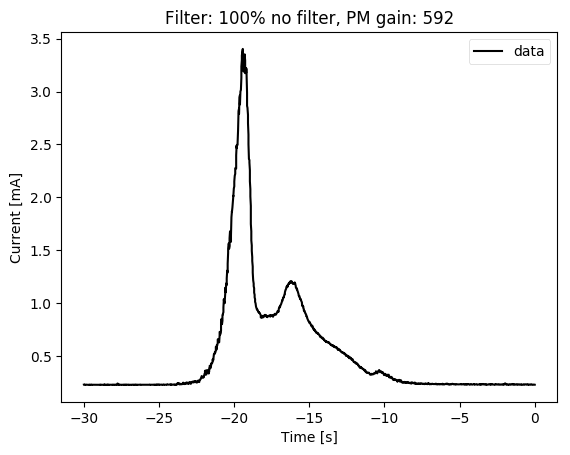 Filter: 100% no filter, PM gain: 592
data
3.5
3.0
2.5
2.0
1.5
1.0
0.5
Current [mA]
−30 −25 −20 −15 −10 −5 0
Time [s]